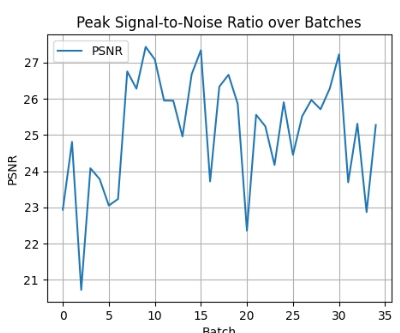 Peak Signal-to-Noise Ratio over Batches
PSNR
27
26
25
24
23
22
21
PSNR
0 5 10 15 20 25 30 35
Batch